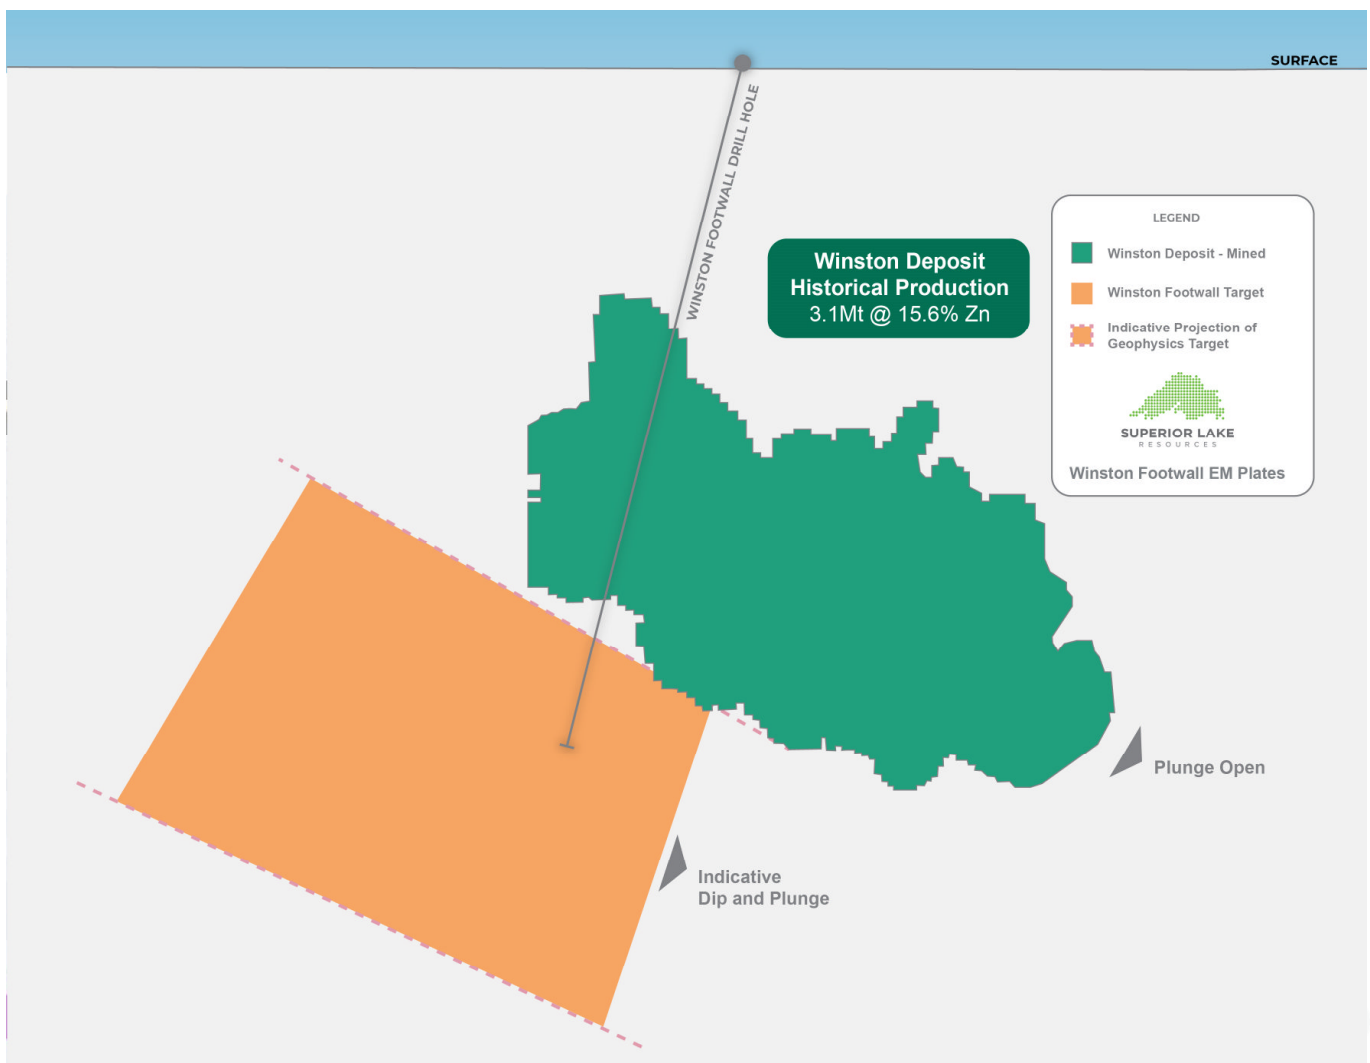 SURFACE
WINSTON FOOTWALL DRILL HOLE
Winston Deposit
Historical Production
3.1Mt @ 15.6% Zn
LEGEND
Winston Deposit - Mined
Winston Footwall Target
Indicative Projection of
Geophysics Target
SUPERIOR LAKE
RESOURCES
Winston Footwall EM Plates
Plunge Open
Indicative
Dip and Plunge